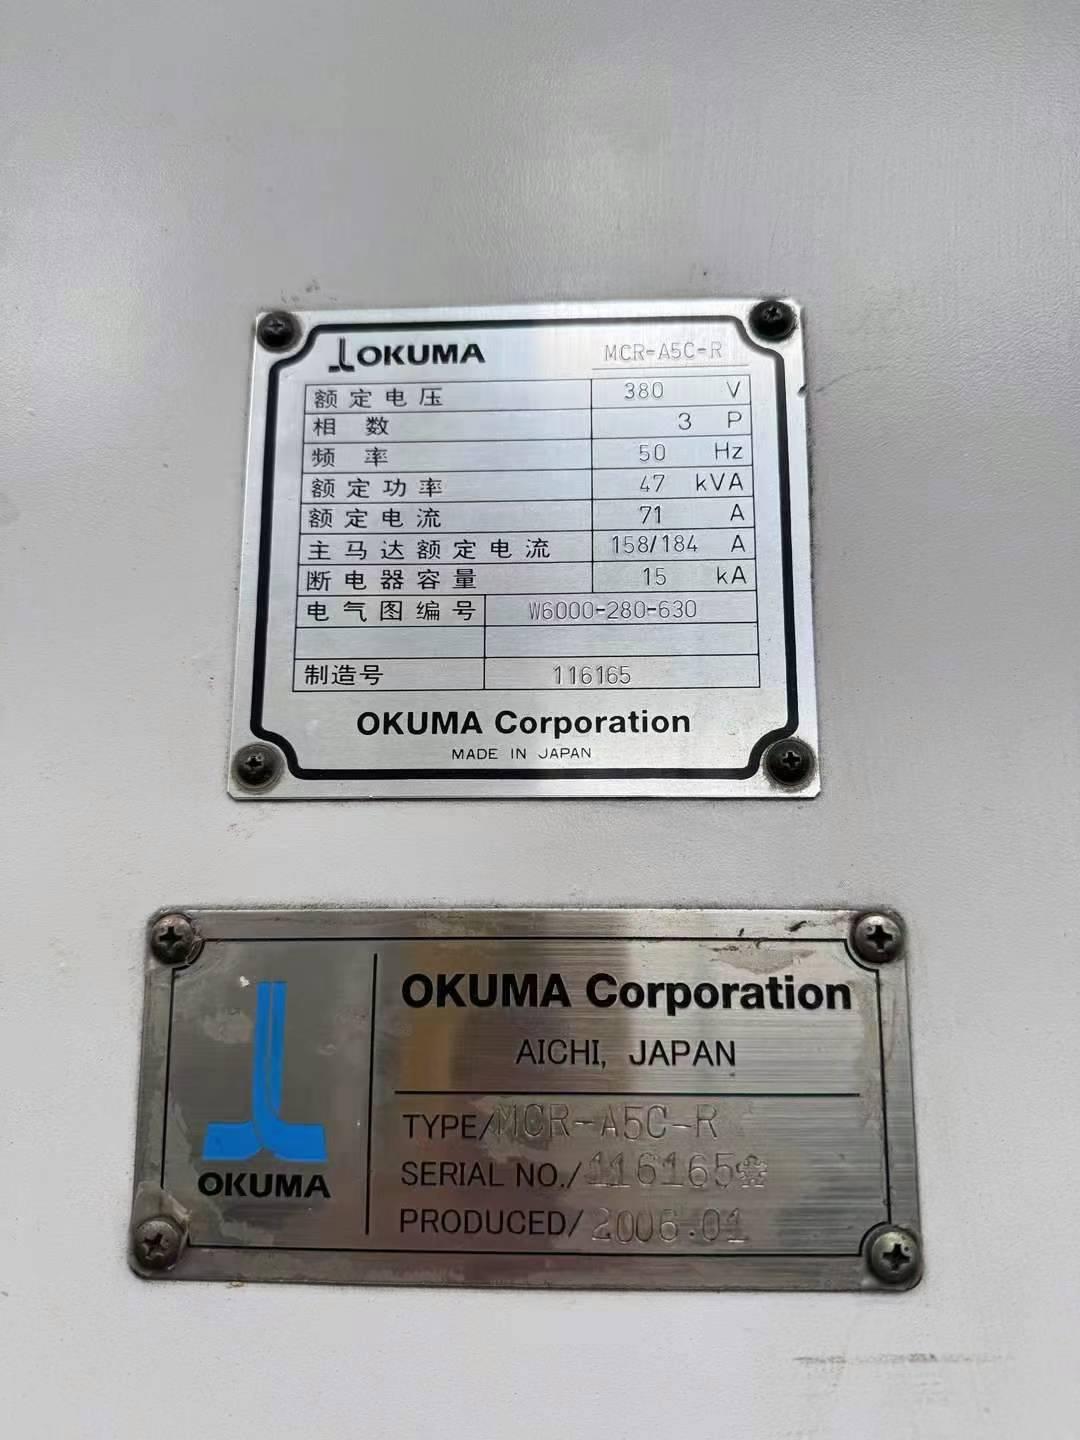 OKUMA MCR-A5C-R
额定电压 380 V
相数 3 P
频率 50 Hz
额定功率 47 kVA
额定电流 71 A
主马达额定电流 158/184 A
断电器容量 15 kA
电气图编号 W6000-280-630
制造号 116165
OKUMA Corporation
MADE IN JAPAN
OKUMA
OKUMA Corporation
AICHI, JAPAN
TYPE/MCR-A5C-R
SERIAL NO./116165✽
PRODUCED/2006.01